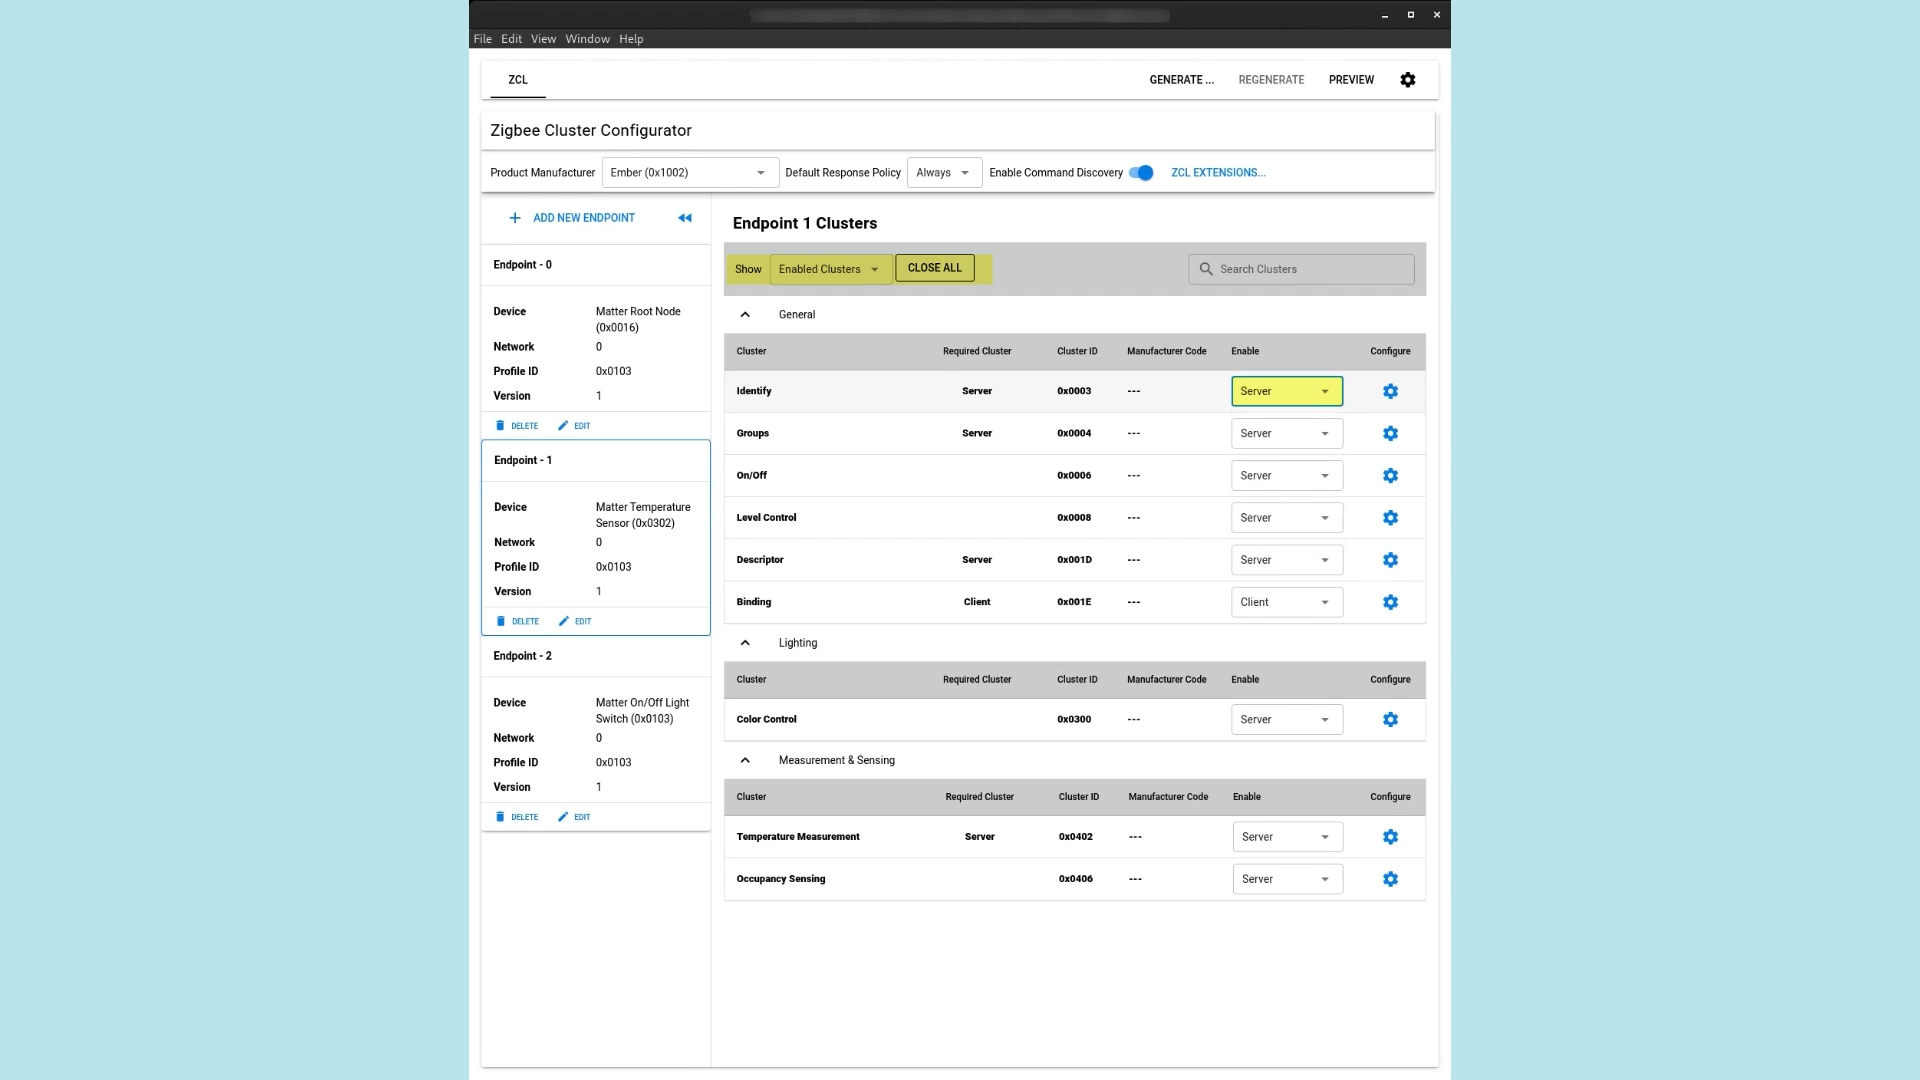 File Edit View Window Help
ZCL GENERATE ... REGENERATE PREVIEW
Zigbee Cluster Configurator
Product Manufacturer Ember (0x1002) Default Response Policy Always Enable Command Discovery ZCL EXTENSIONS...
ADD NEW ENDPOINT
Endpoint - 0
Device Matter Root Node
(0x0016)
Network 0
Profile ID 0x0103
Version 1
DELETE EDIT
Endpoint - 1
Device Matter Temperature
Sensor (0x0302)
Network 0
Profile ID 0x0103
Version 1
DELETE EDIT
Endpoint - 2
Device Matter On/Off Light
Switch (0x0103)
Network 0
Profile ID 0x0103
Version 1
DELETE EDIT
Endpoint 1 Clusters
Show Enabled Clusters CLOSE ALL Search Clusters
General
Cluster Required Cluster Cluster ID Manufacturer Code Enable Configure
Identify Server 0x0003 --- Server
Groups Server 0x0004 --- Server
On/Off 0x0006 --- Server
Level Control 0x0008 --- Server
Descriptor Server 0x001D --- Server
Binding Client 0x001E --- Client
Lighting
Cluster Required Cluster Cluster ID Manufacturer Code Enable Configure
Color Control 0x0300 --- Server
Measurement & Sensing
Cluster Required Cluster Cluster ID Manufacturer Code Enable Configure
Temperature Measurement Server 0x0402 --- Server
Occupancy Sensing 0x0406 --- Server